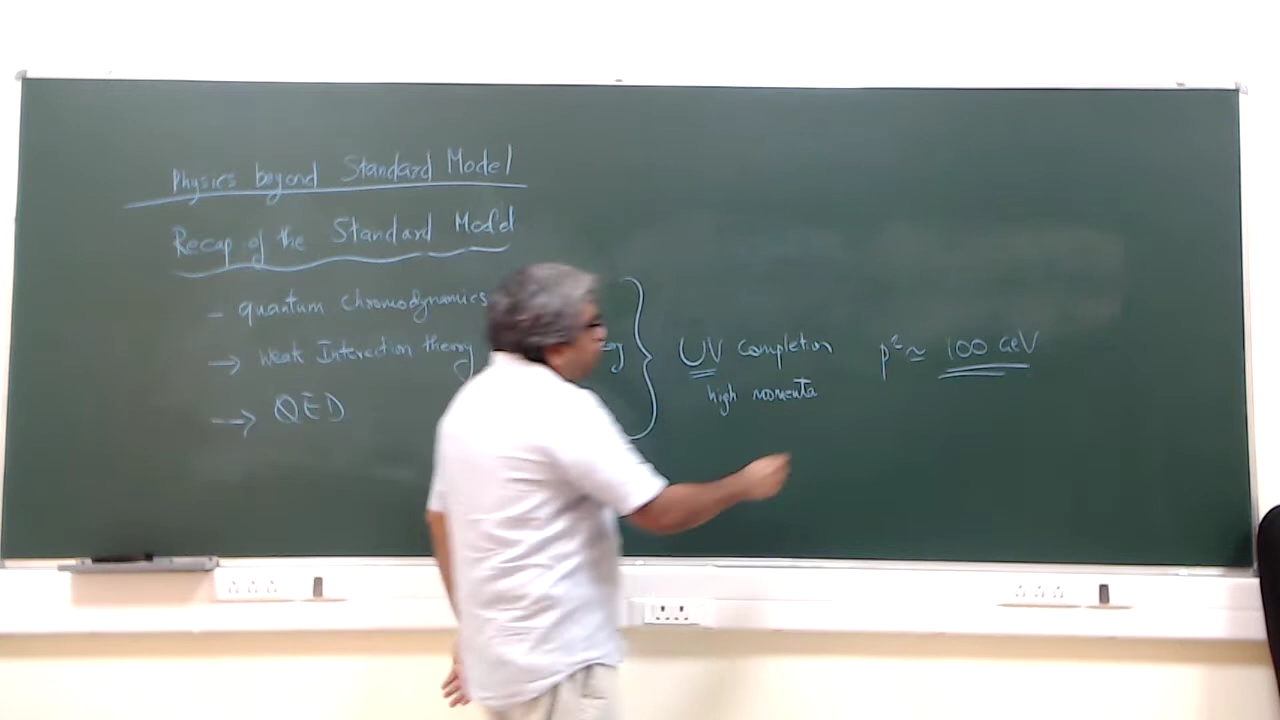 Physics beyond Standard Model
Recap of the Standard Model
- quantum chromodynamics
→ Weak Interaction theory
→ QED
UV completion
high momenta
p² ≃ 100 GeV